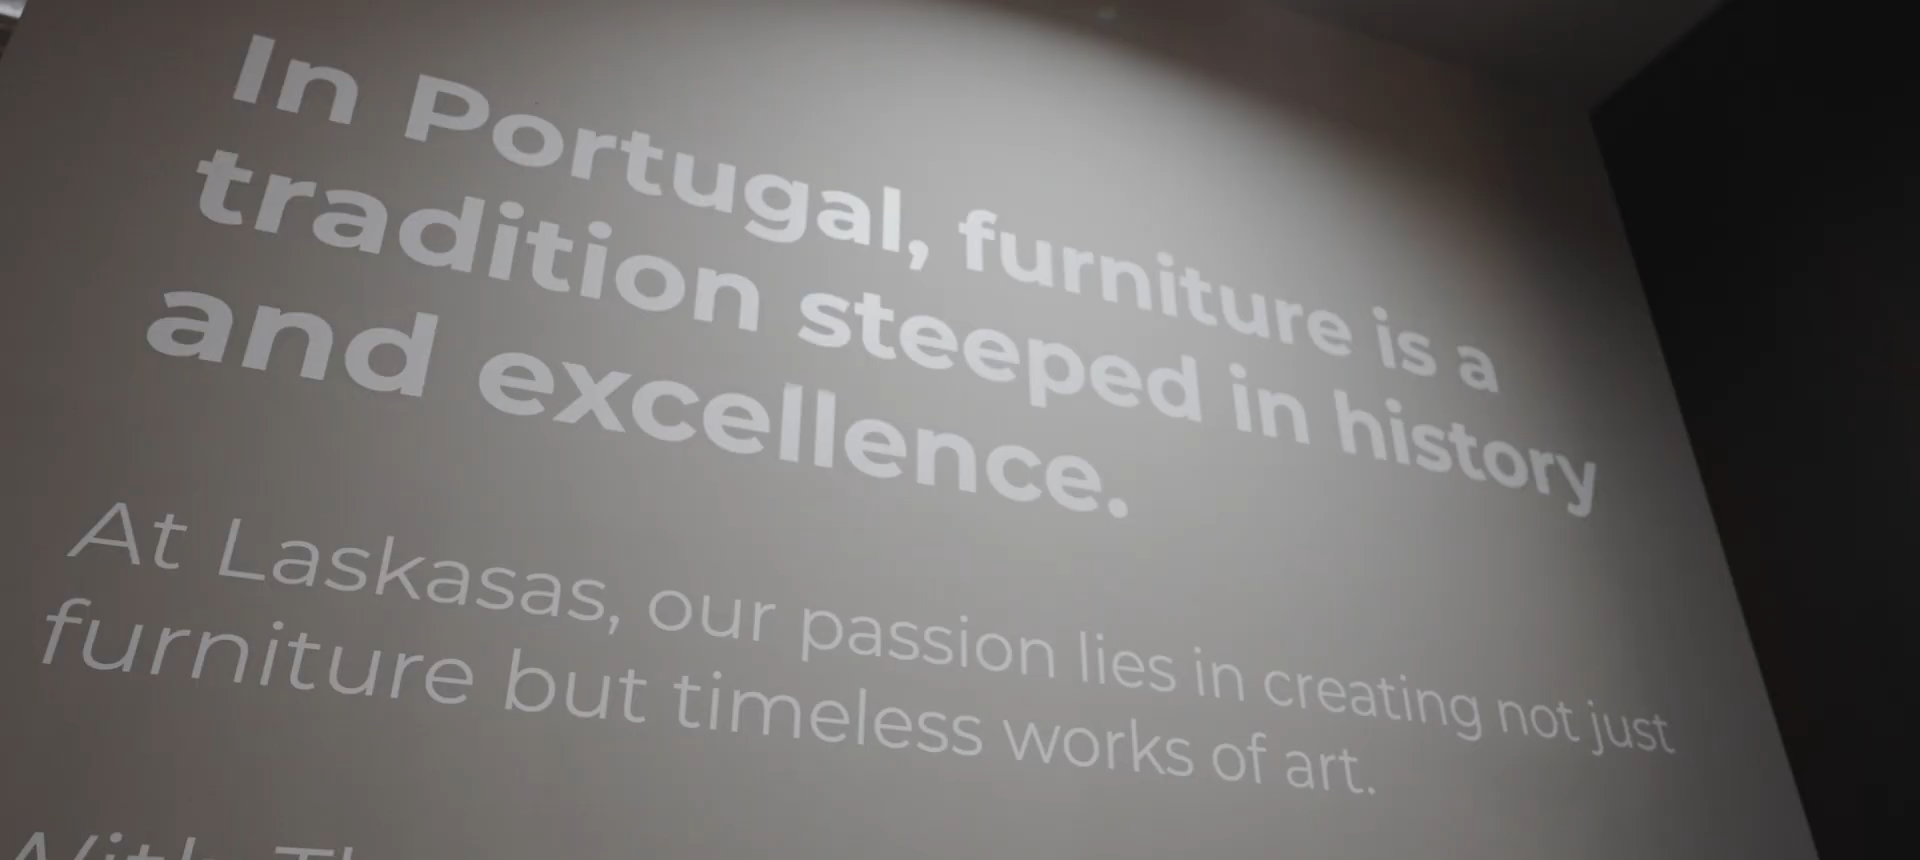 In Portugal, furniture is a
tradition steeped in history
and excellence.
At Laskasas, our passion lies in creating not just
furniture but timeless works of art.
With